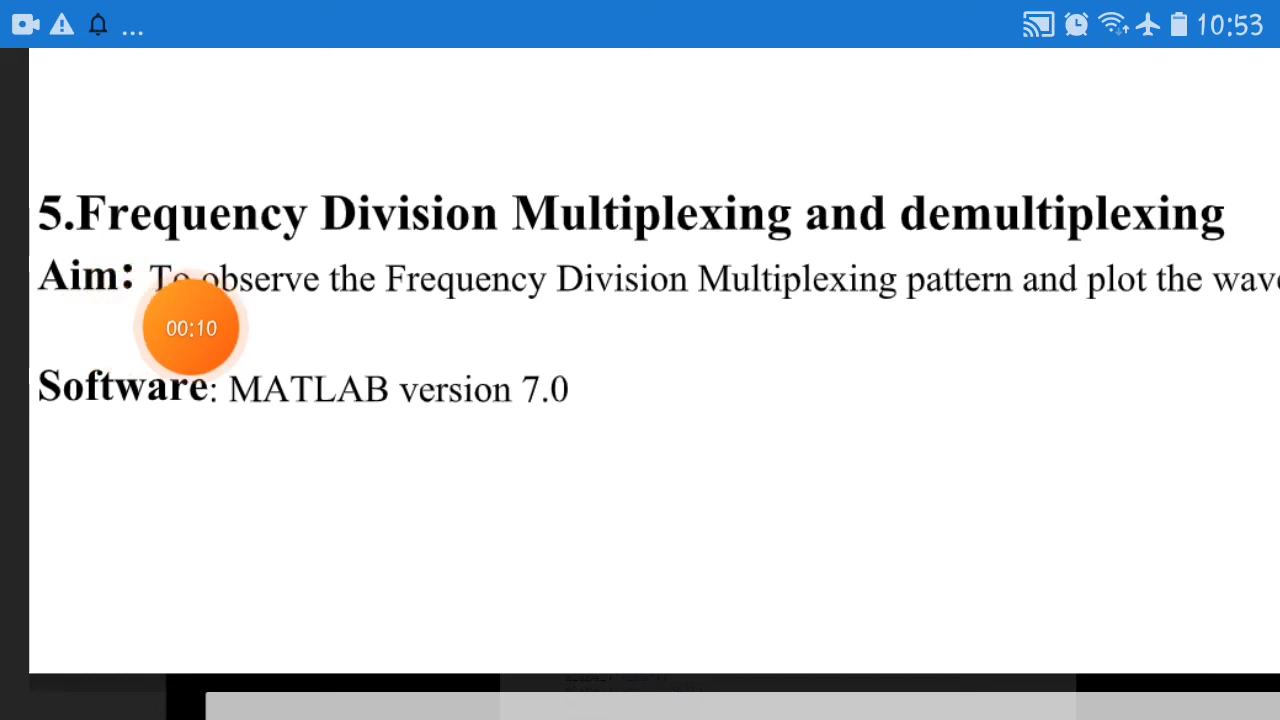 ... 10:53
5.Frequency Division Multiplexing and demultiplexing
Aim: To observe the Frequency Division Multiplexing pattern and plot the
00:10
Software: MATLAB version 7.0